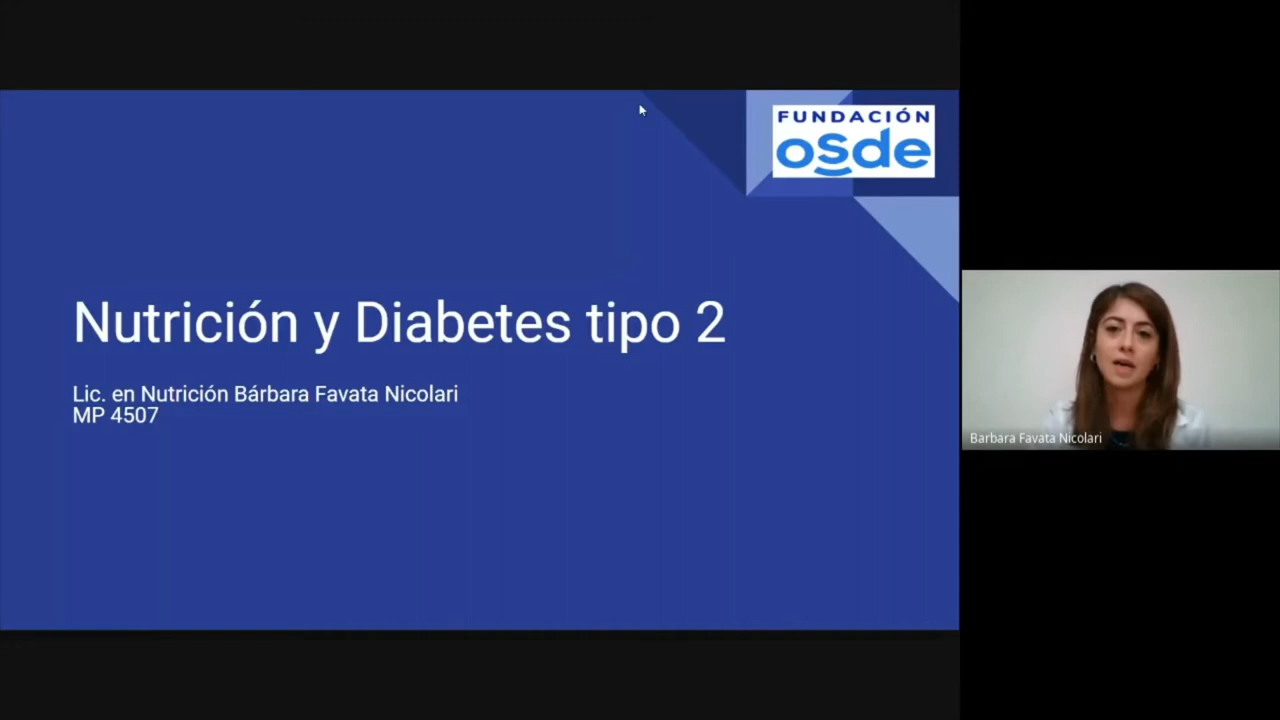 FUNDACIÓN
osde
Nutrición y Diabetes tipo 2
Lic. en Nutrición Bárbara Favata Nicolari
MP 4507
Barbara Favata Nicolari